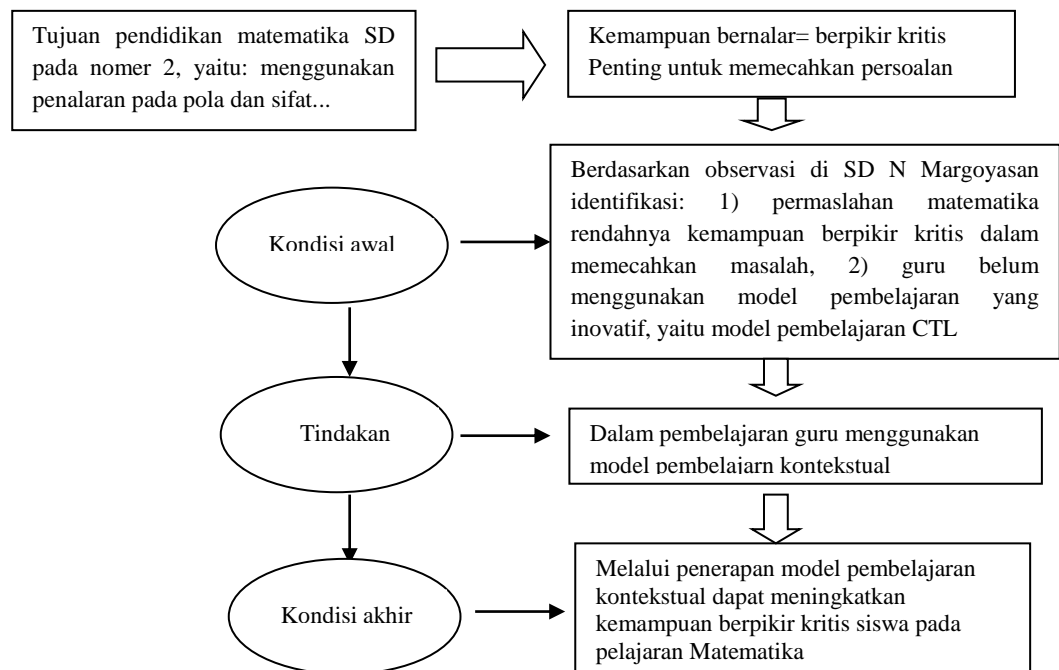 Tujuan pendidikan matematika SD
pada nomer 2, yaitu: menggunakan
penalaran pada pola dan sifat...
Kemampuan bernalar= berpikir kritis
Penting untuk memecahkan persoalan
Kondisi awal
Berdasarkan observasi di SD N Margoyasan
identifikasi: 1) permaslahan matematika
rendahnya kemampuan berpikir kritis dalam
memecahkan masalah, 2) guru belum
menggunakan model pembelajaran yang
inovatif, yaitu model pembelajaran CTL
Tindakan
Dalam pembelajaran guru menggunakan
model pembelajarn kontekstual
Kondisi akhir
Melalui penerapan model pembelajaran
kontekstual dapat meningkatkan
kemampuan berpikir kritis siswa pada
pelajaran Matematika